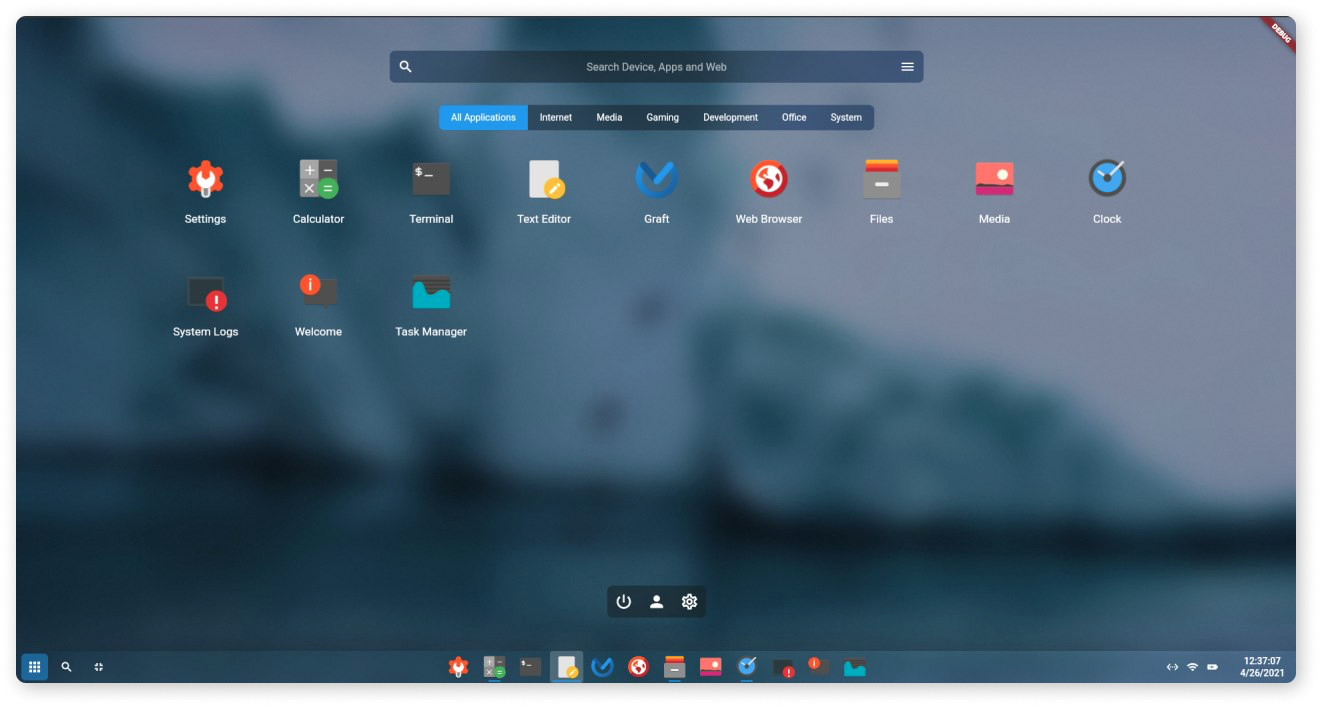 DEBUG
Search Device, Apps and Web
All Applications Internet Media Gaming Development Office System
Settings Calculator Terminal Text Editor Graft Web Browser Files Media Clock
System Logs Welcome Task Manager
12:37:07
4/26/2021